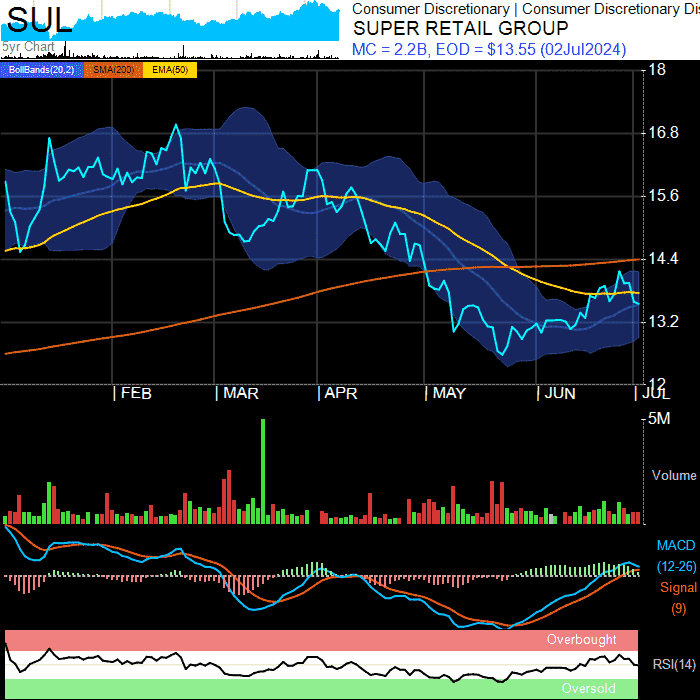 SUL
5yr Chart
Consumer Discretionary | Consumer Discretionary Dis
SUPER RETAIL GROUP
MC = 2.2B, EOD = $13.55 (02Jul2024)
BollBands(20,2) SMA(200) EMA(50)
18
16.8
15.6
14.4
13.2
12
FEB MAR APR MAY JUN JUL
5M
Volume
MACD
(12-26)
Signal
(9)
Overbought
RSI(14)
Oversold